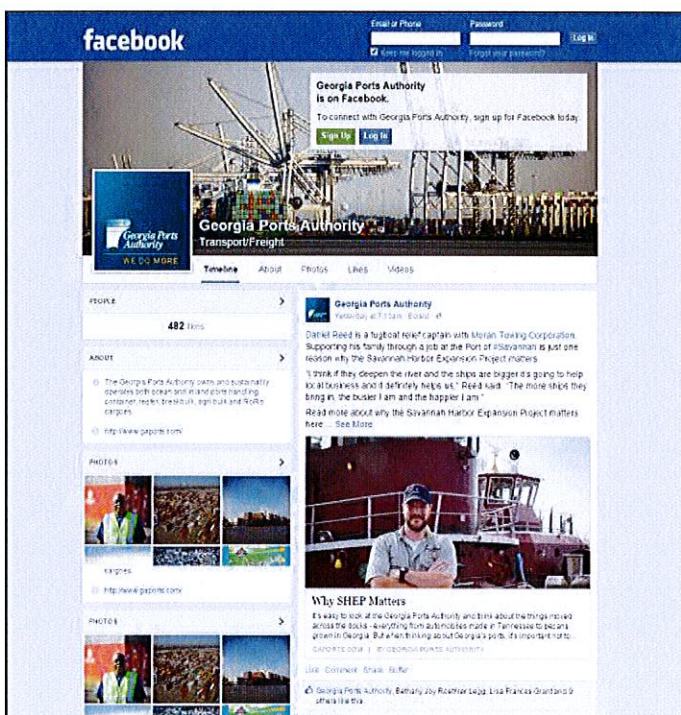 facebook
Email or Phone
Password
Log In
Keep me logged in
Forgot your password?
Georgia Ports Authority
is on Facebook.
To connect with Georgia Ports Authority, sign up for Facebook today.
Sign Up
Log In
Georgia Ports
Authority
WE DO MORE
Georgia Ports Authority
Transport/Freight
Timeline
About
Photos
Likes
Videos
PEOPLE
482 likes
ABOUT
The Georgia Ports Authority owns and sustainably
operates both ocean and inland ports handling
container, reefer, breakbulk, agri bulk and RoRo
cargoes.
http://www.gaports.com/
PHOTOS
cargoes.
http://www.gaports.com/
PHOTOS
Georgia Ports Authority
Yesterday at
Daniel Reed is a tugboat relief captain with Moran Towing Corporation.
Supporting his family through a job at the Port of #Savannah is just one
reason why the Savannah Harbor Expansion Project matters.
"I think if they deepen the river and the ships are bigger it's going to help
local business and it definitely helps us," Reed said. "The more ships they
bring in, the busier I am and the happier I am."
Read more about why the Savannah Harbor Expansion Project matters
here ... See More
Why SHEP Matters
It's easy to look at the Georgia Ports Authority and think about the things moved
across the docks - everything from automobiles made in Tennessee to pecans
grown in Georgia. But when thinking about Georgia's ports, it's important not to...
GAPORTS.COM | BY GEORGIA PORTS AUTHORITY
Like Comment Share Buffer
Georgia Ports Authority, Bethany Joy Roethler Legg, Lisa Frances Grantland &
others like this.